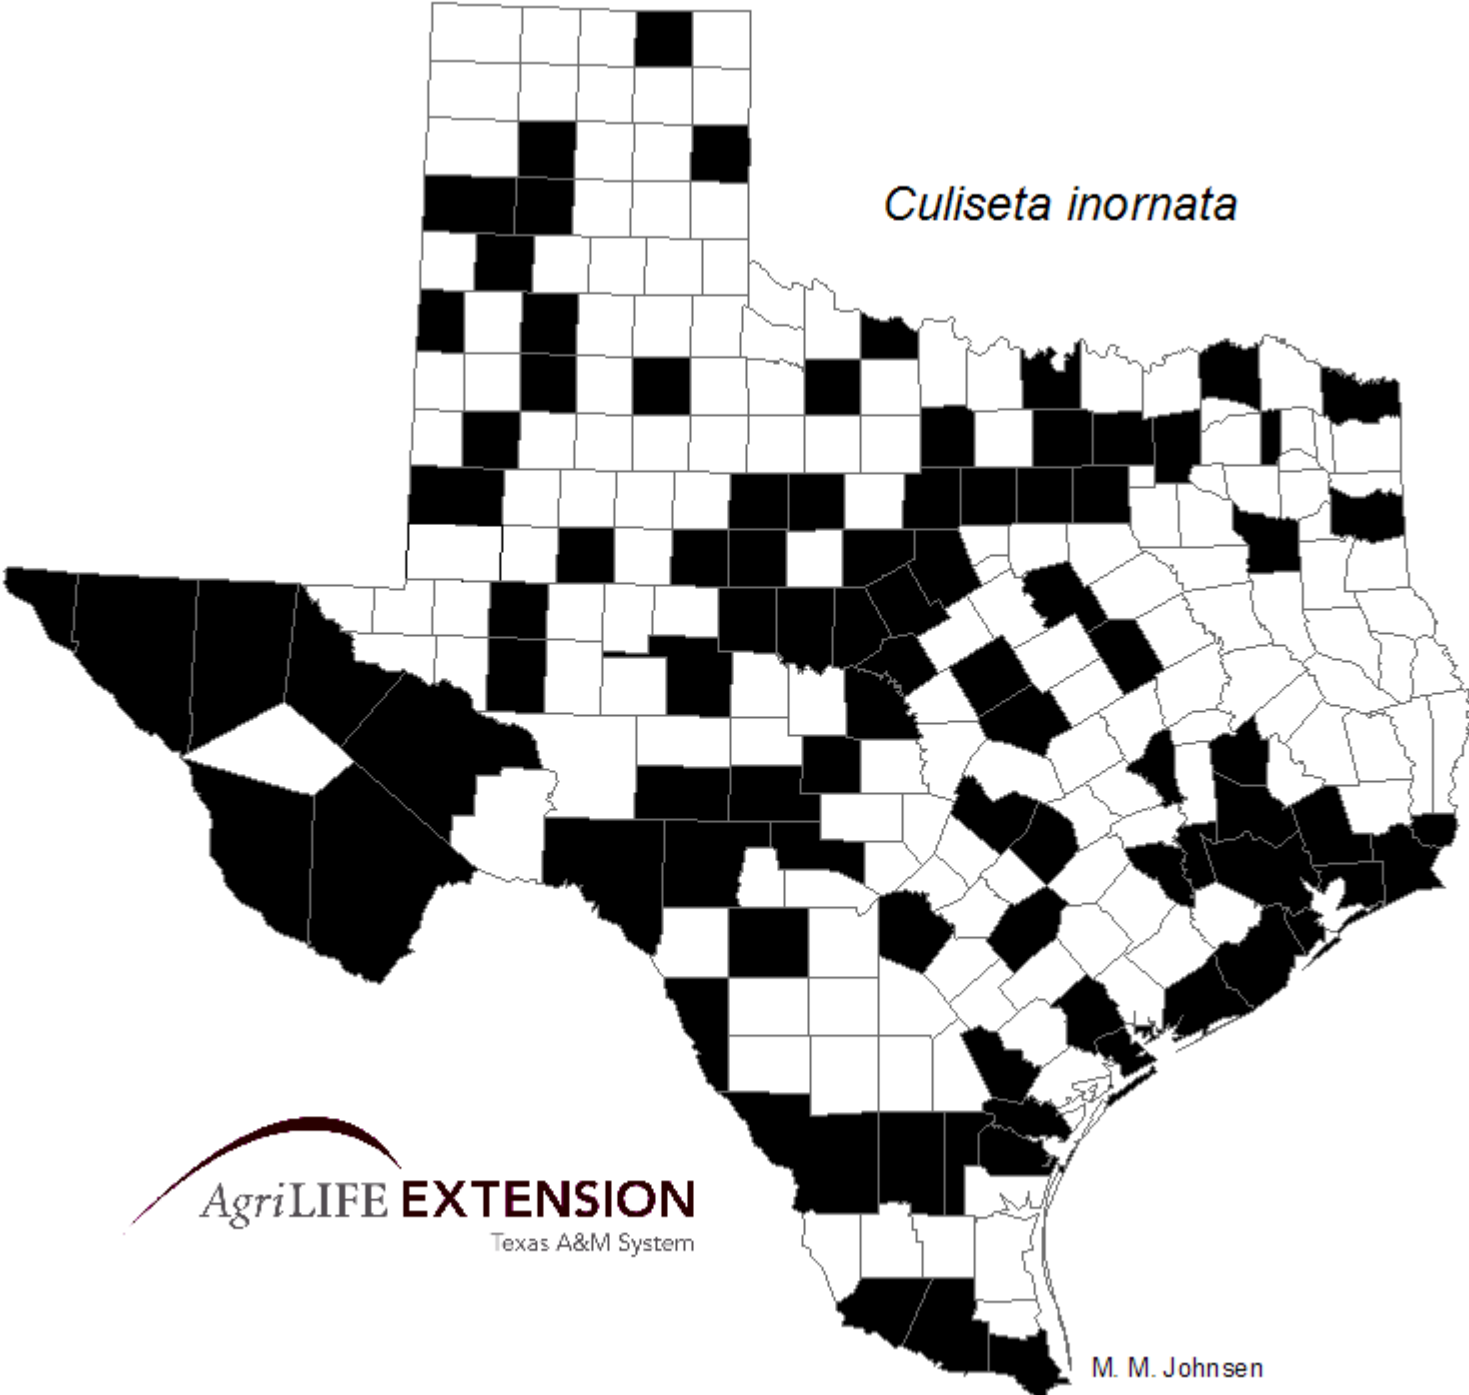 Culiseta inornata
AgriLIFE EXTENSION
Texas A&M System
M. M. Johnsen